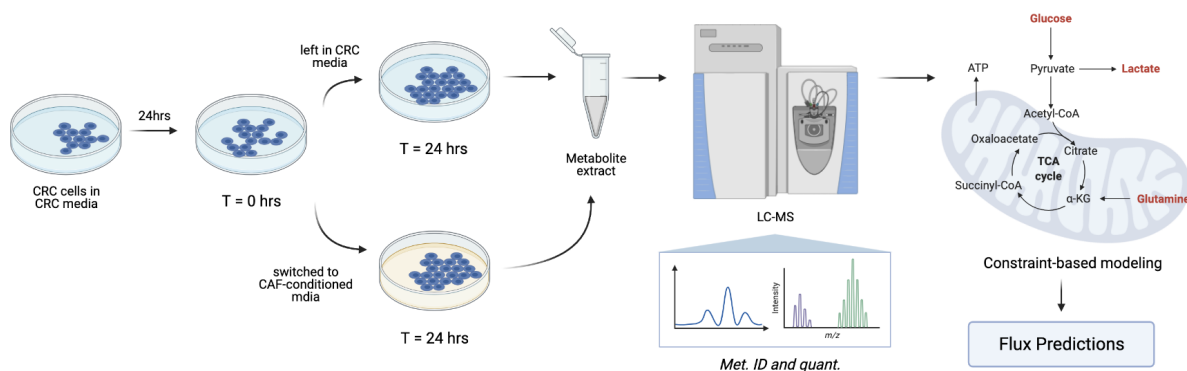 CRC cells in
CRC media
24hrs
T = 0 hrs
left in CRC
media
T = 24 hrs
switched to
CAF-conditioned
mdia
T = 24 hrs
Metabolite
extract
LC-MS
Intensity
m/z
Met. ID and quant.
Glucose
ATP
Pyruvate
Lactate
Acetyl-CoA
Oxaloacetate
Citrate
TCA
cycle
Succinyl-CoA
α-KG
Glutamine
Constraint-based modeling
Flux Predictions